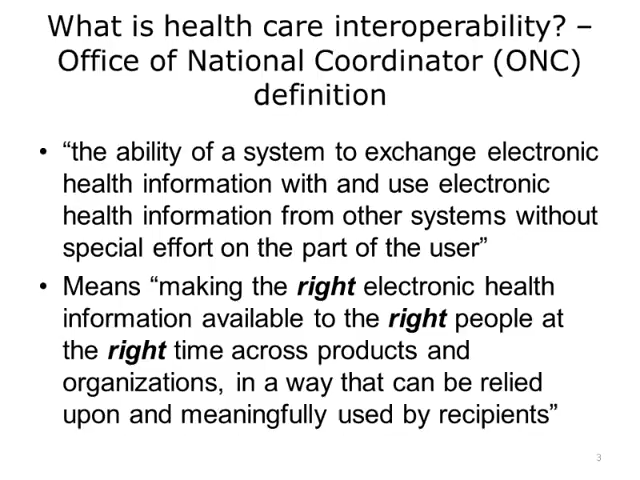 What is health care interoperability? –
Office of National Coordinator (ONC)
definition
• “the ability of a system to exchange electronic
health information with and use electronic
health information from other systems without
special effort on the part of the user”
• Means “making the right electronic health
information available to the right people at
the right time across products and
organizations, in a way that can be relied
upon and meaningfully used by recipients”
3